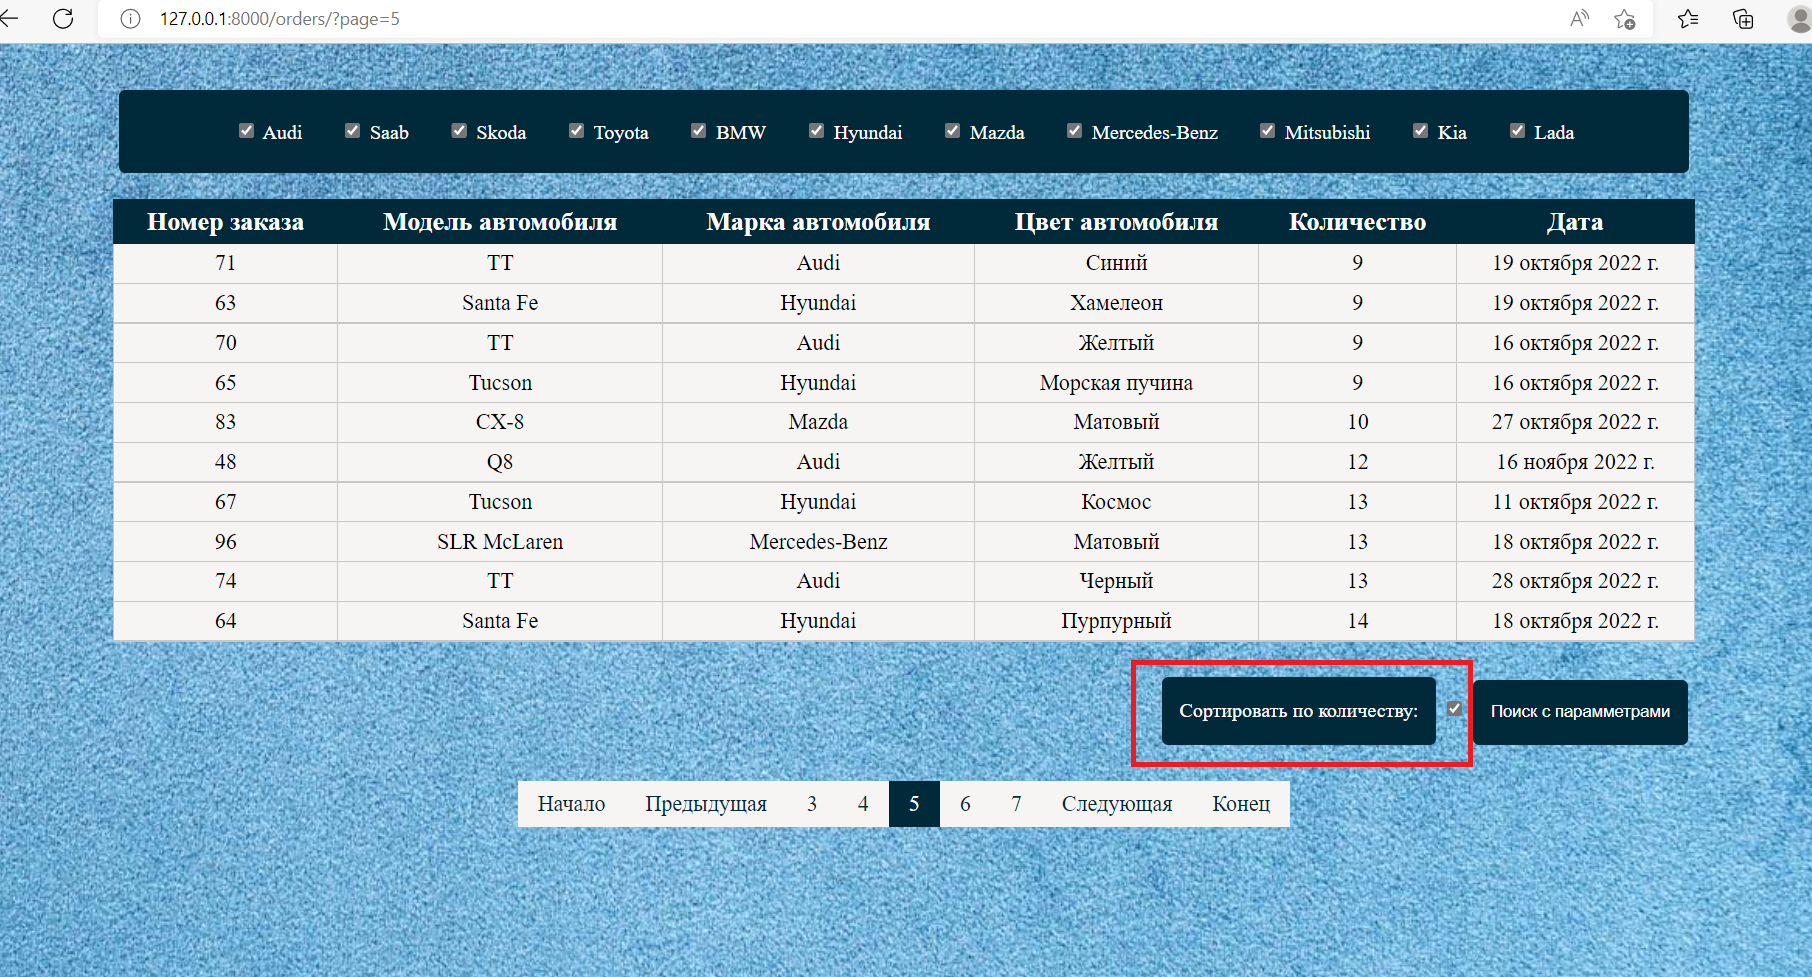 127.0.0.1:8000/orders/?page=5
Audi Saab Skoda Toyota BMW Hyundai Mazda Mercedes-Benz Mitsubishi Kia Lada
Номер заказа Модель автомобиля Марка автомобиля Цвет автомобиля Количество Дата
71 TT Audi Синий 9 19 октября 2022 г.
63 Santa Fe Hyundai Хамелеон 9 19 октября 2022 г.
70 TT Audi Желтый 9 16 октября 2022 г.
65 Tucson Hyundai Морская пучина 9 16 октября 2022 г.
83 CX-8 Mazda Матовый 10 27 октября 2022 г.
48 Q8 Audi Желтый 12 16 ноября 2022 г.
67 Tucson Hyundai Космос 13 11 октября 2022 г.
96 SLR McLaren Mercedes-Benz Матовый 13 18 октября 2022 г.
74 TT Audi Черный 13 28 октября 2022 г.
64 Santa Fe Hyundai Пурпурный 14 18 октября 2022 г.
Сортировать по количеству: Поиск с парамметрами
Начало Предыдущая 3 4 5 6 7 Следующая Конец